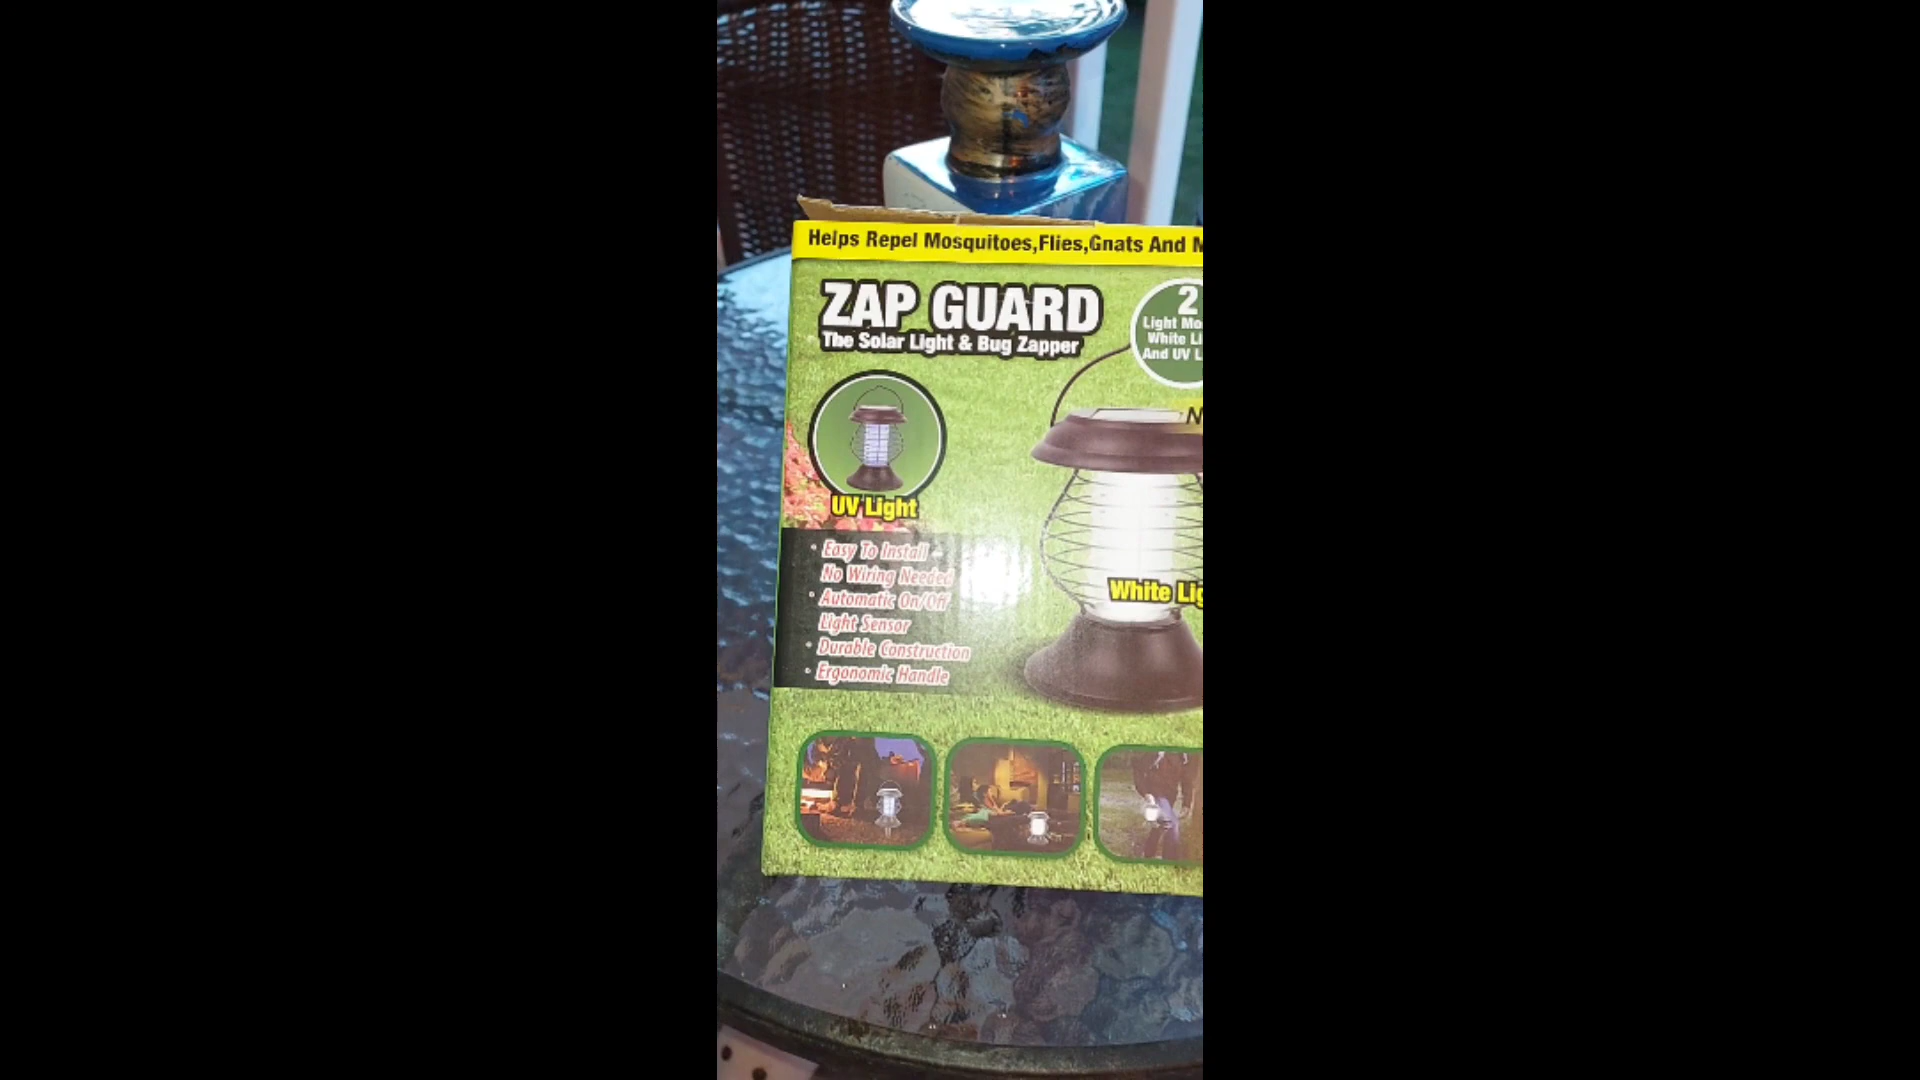 Helps Repel Mosquitoes,Flies,Gnats And
ZAP GUARD
The Solar Light & Bug Zapper
2
Light
White
And UV
UV Light
White
· Easy To Install
No Wiring Needed
· Automatic On/Off
Light Sensor
· Durable Construction
· Ergonomic Handle